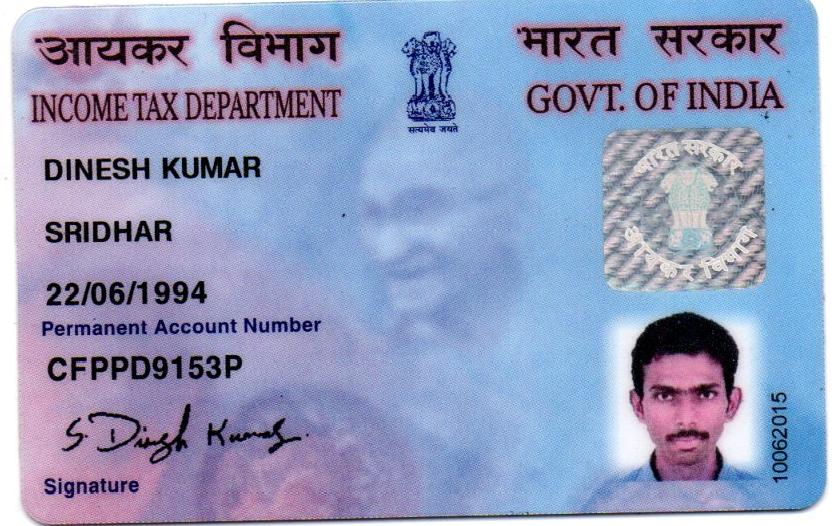 आयकर विभाग
INCOME TAX DEPARTMENT
सत्यमेव जयते
भारत सरकार
GOVT. OF INDIA
DINESH KUMAR
SRIDHAR
22/06/1994
Permanent Account Number
CFPPD9153P
S. Dinesh Kumar
Signature
भारत सरकार
आयकर विभाग
10062015